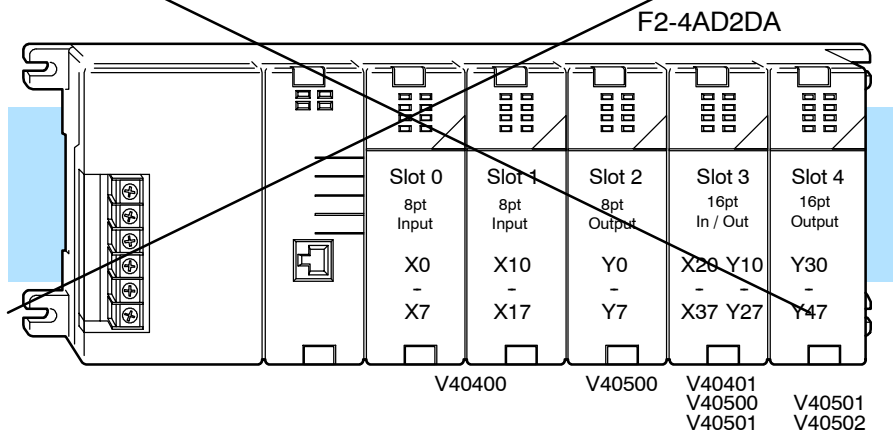 F2-4AD2DA
Slot 0 Slot 1 Slot 2 Slot 3 Slot 4
8pt 8pt 8pt 16pt 16pt
Input Input Output In / Out Output
X0 X10 Y0 X20 Y10 Y30
- - - - - -
X7 X17 Y7 X37 Y27 Y47
V40400 V40500 V40401
V40500 V40501
V40501 V40502